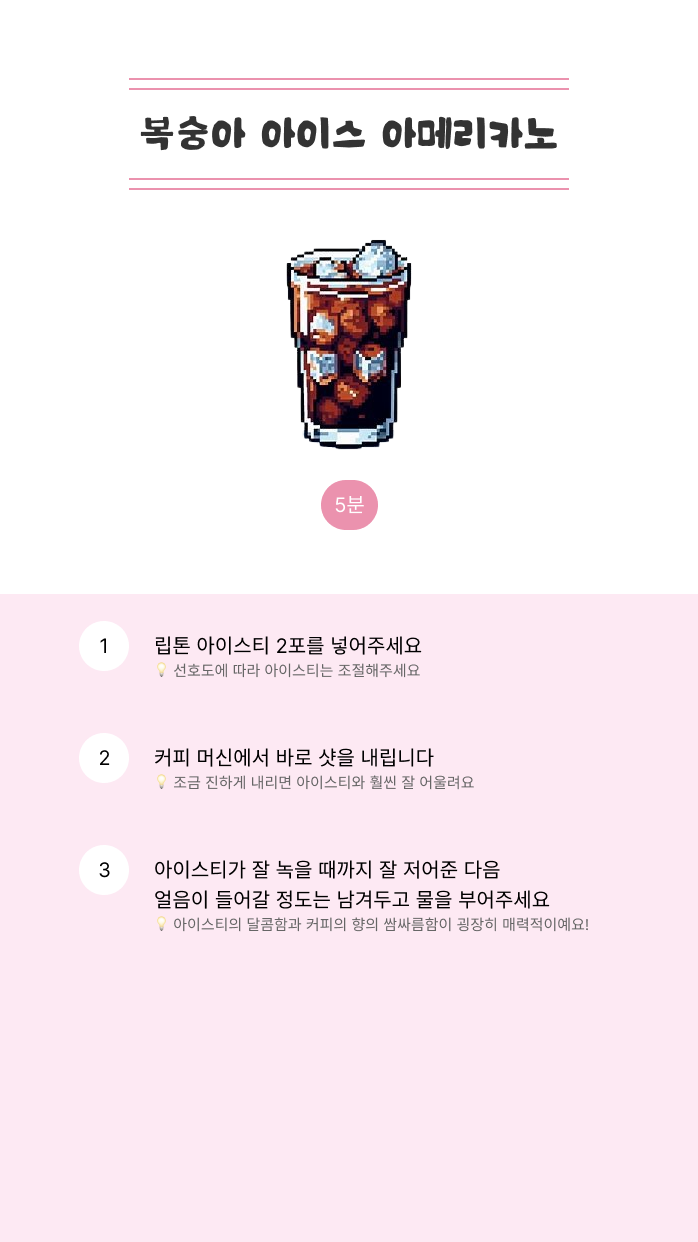 복숭아 아이스 아메리카노
5분
1
립톤 아이스티 2포를 넣어주세요
💡 선호도에 따라 아이스티는 조절해주세요
2
커피 머신에서 바로 샷을 내립니다
💡 조금 진하게 내리면 아이스티와 훨씬 잘 어울려요
3
아이스티가 잘 녹을 때까지 잘 저어준 다음
얼음이 들어갈 정도는 남겨두고 물을 부어주세요
💡 아이스티의 달콤함과 커피의 향의 쌈싸름함이 굉장히 매력적이예요!